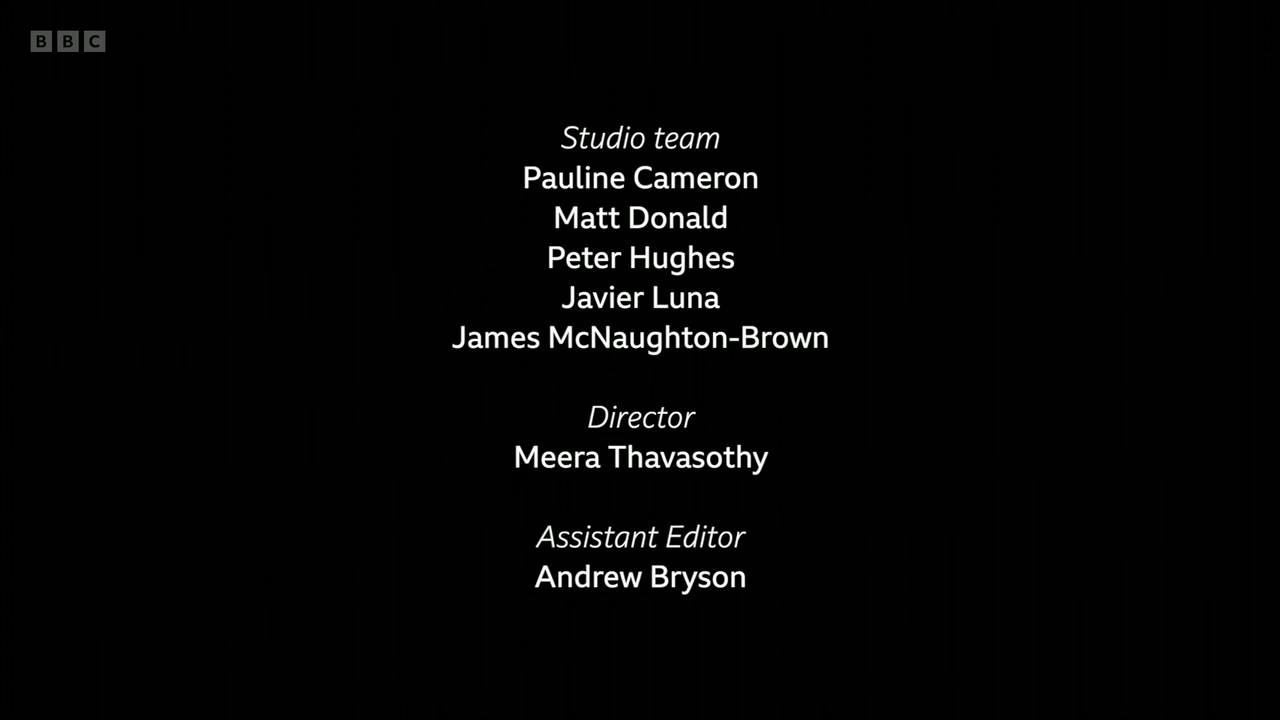 BBC
Studio team
Pauline Cameron
Matt Donald
Peter Hughes
Javier Luna
James McNaughton-Brown
Director
Meera Thavasothy
Assistant Editor
Andrew Bryson